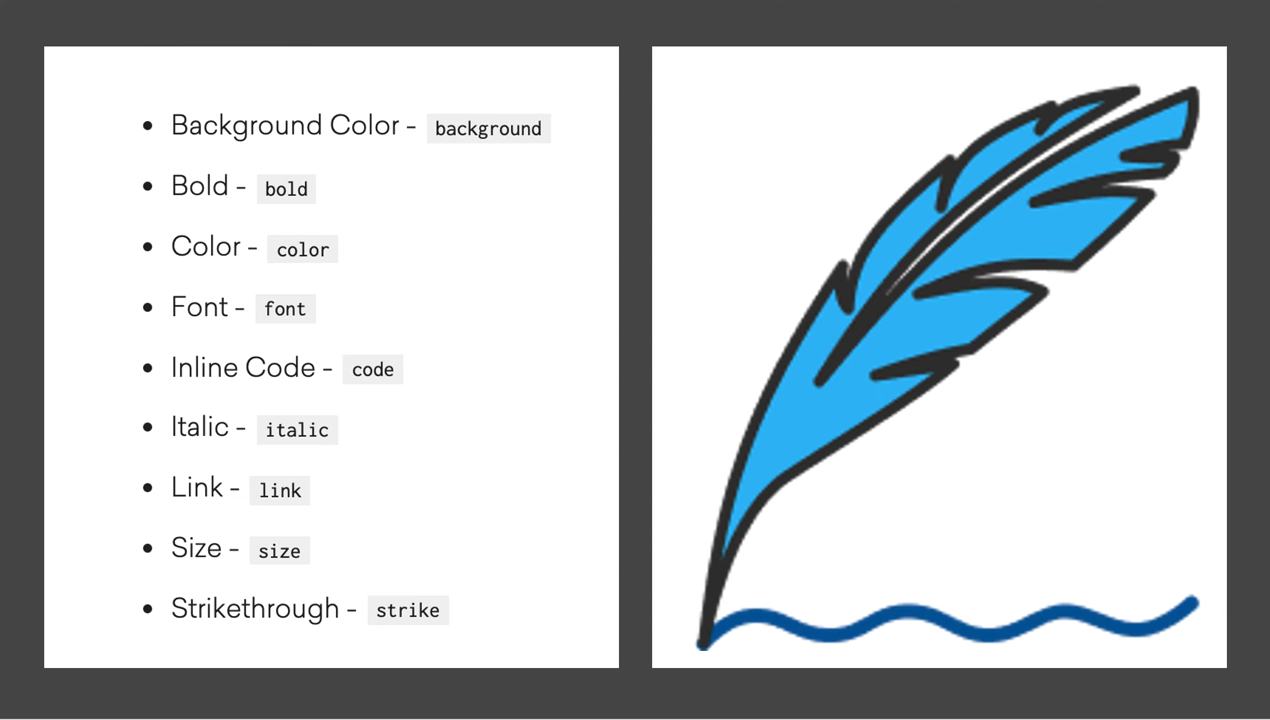 • Background Color - background
• Bold - bold
• Color - color
• Font - font
• Inline Code - code
• Italic - italic
• Link - link
• Size - size
• Strikethrough - strike